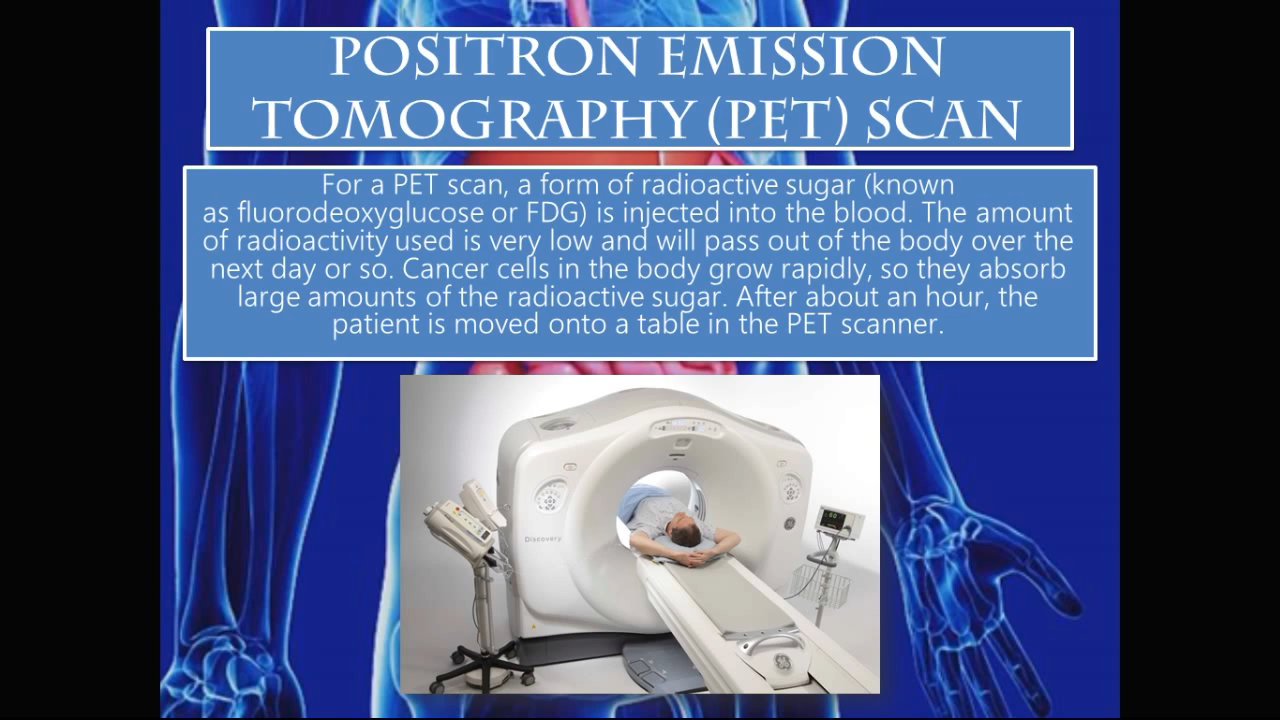 POSITRON EMISSION
TOMOGRAPHY (PET) SCAN
For a PET scan, a form of radioactive sugar (known
as fluorodeoxyglucose or FDG) is injected into the blood. The amount
of radioactivity used is very low and will pass out of the body over the
next day or so. Cancer cells in the body grow rapidly, so they absorb
large amounts of the radioactive sugar. After about an hour, the
patient is moved onto a table in the PET scanner.
Discovery